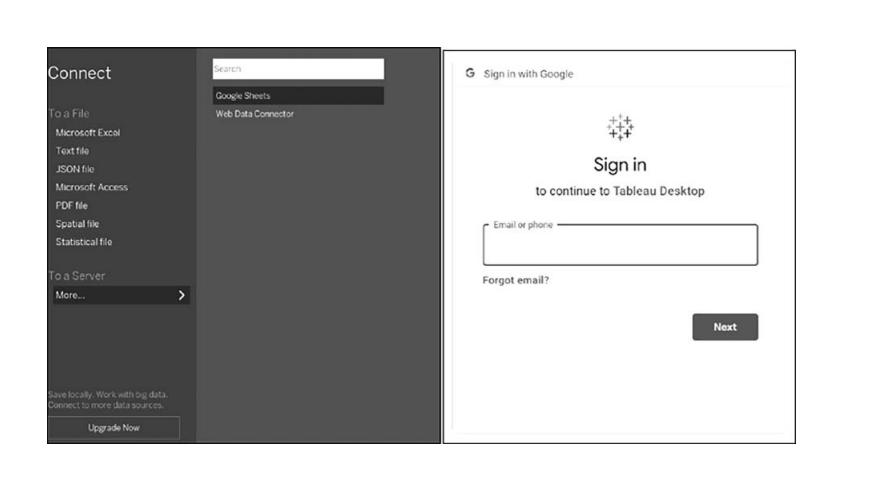 Connect
To a File
Microsoft Excel
Text file
JSON file
Microsoft Access
PDF file
Spatial file
Statistical file
To a Server
More...
Save locally. Work with big data.
Connect to more data sources.
Upgrade Now
Search
Google Sheets
Web Data Connector
G Sign in with Google
Sign in
to continue to Tableau Desktop
Email or phone
Forgot email?
Next